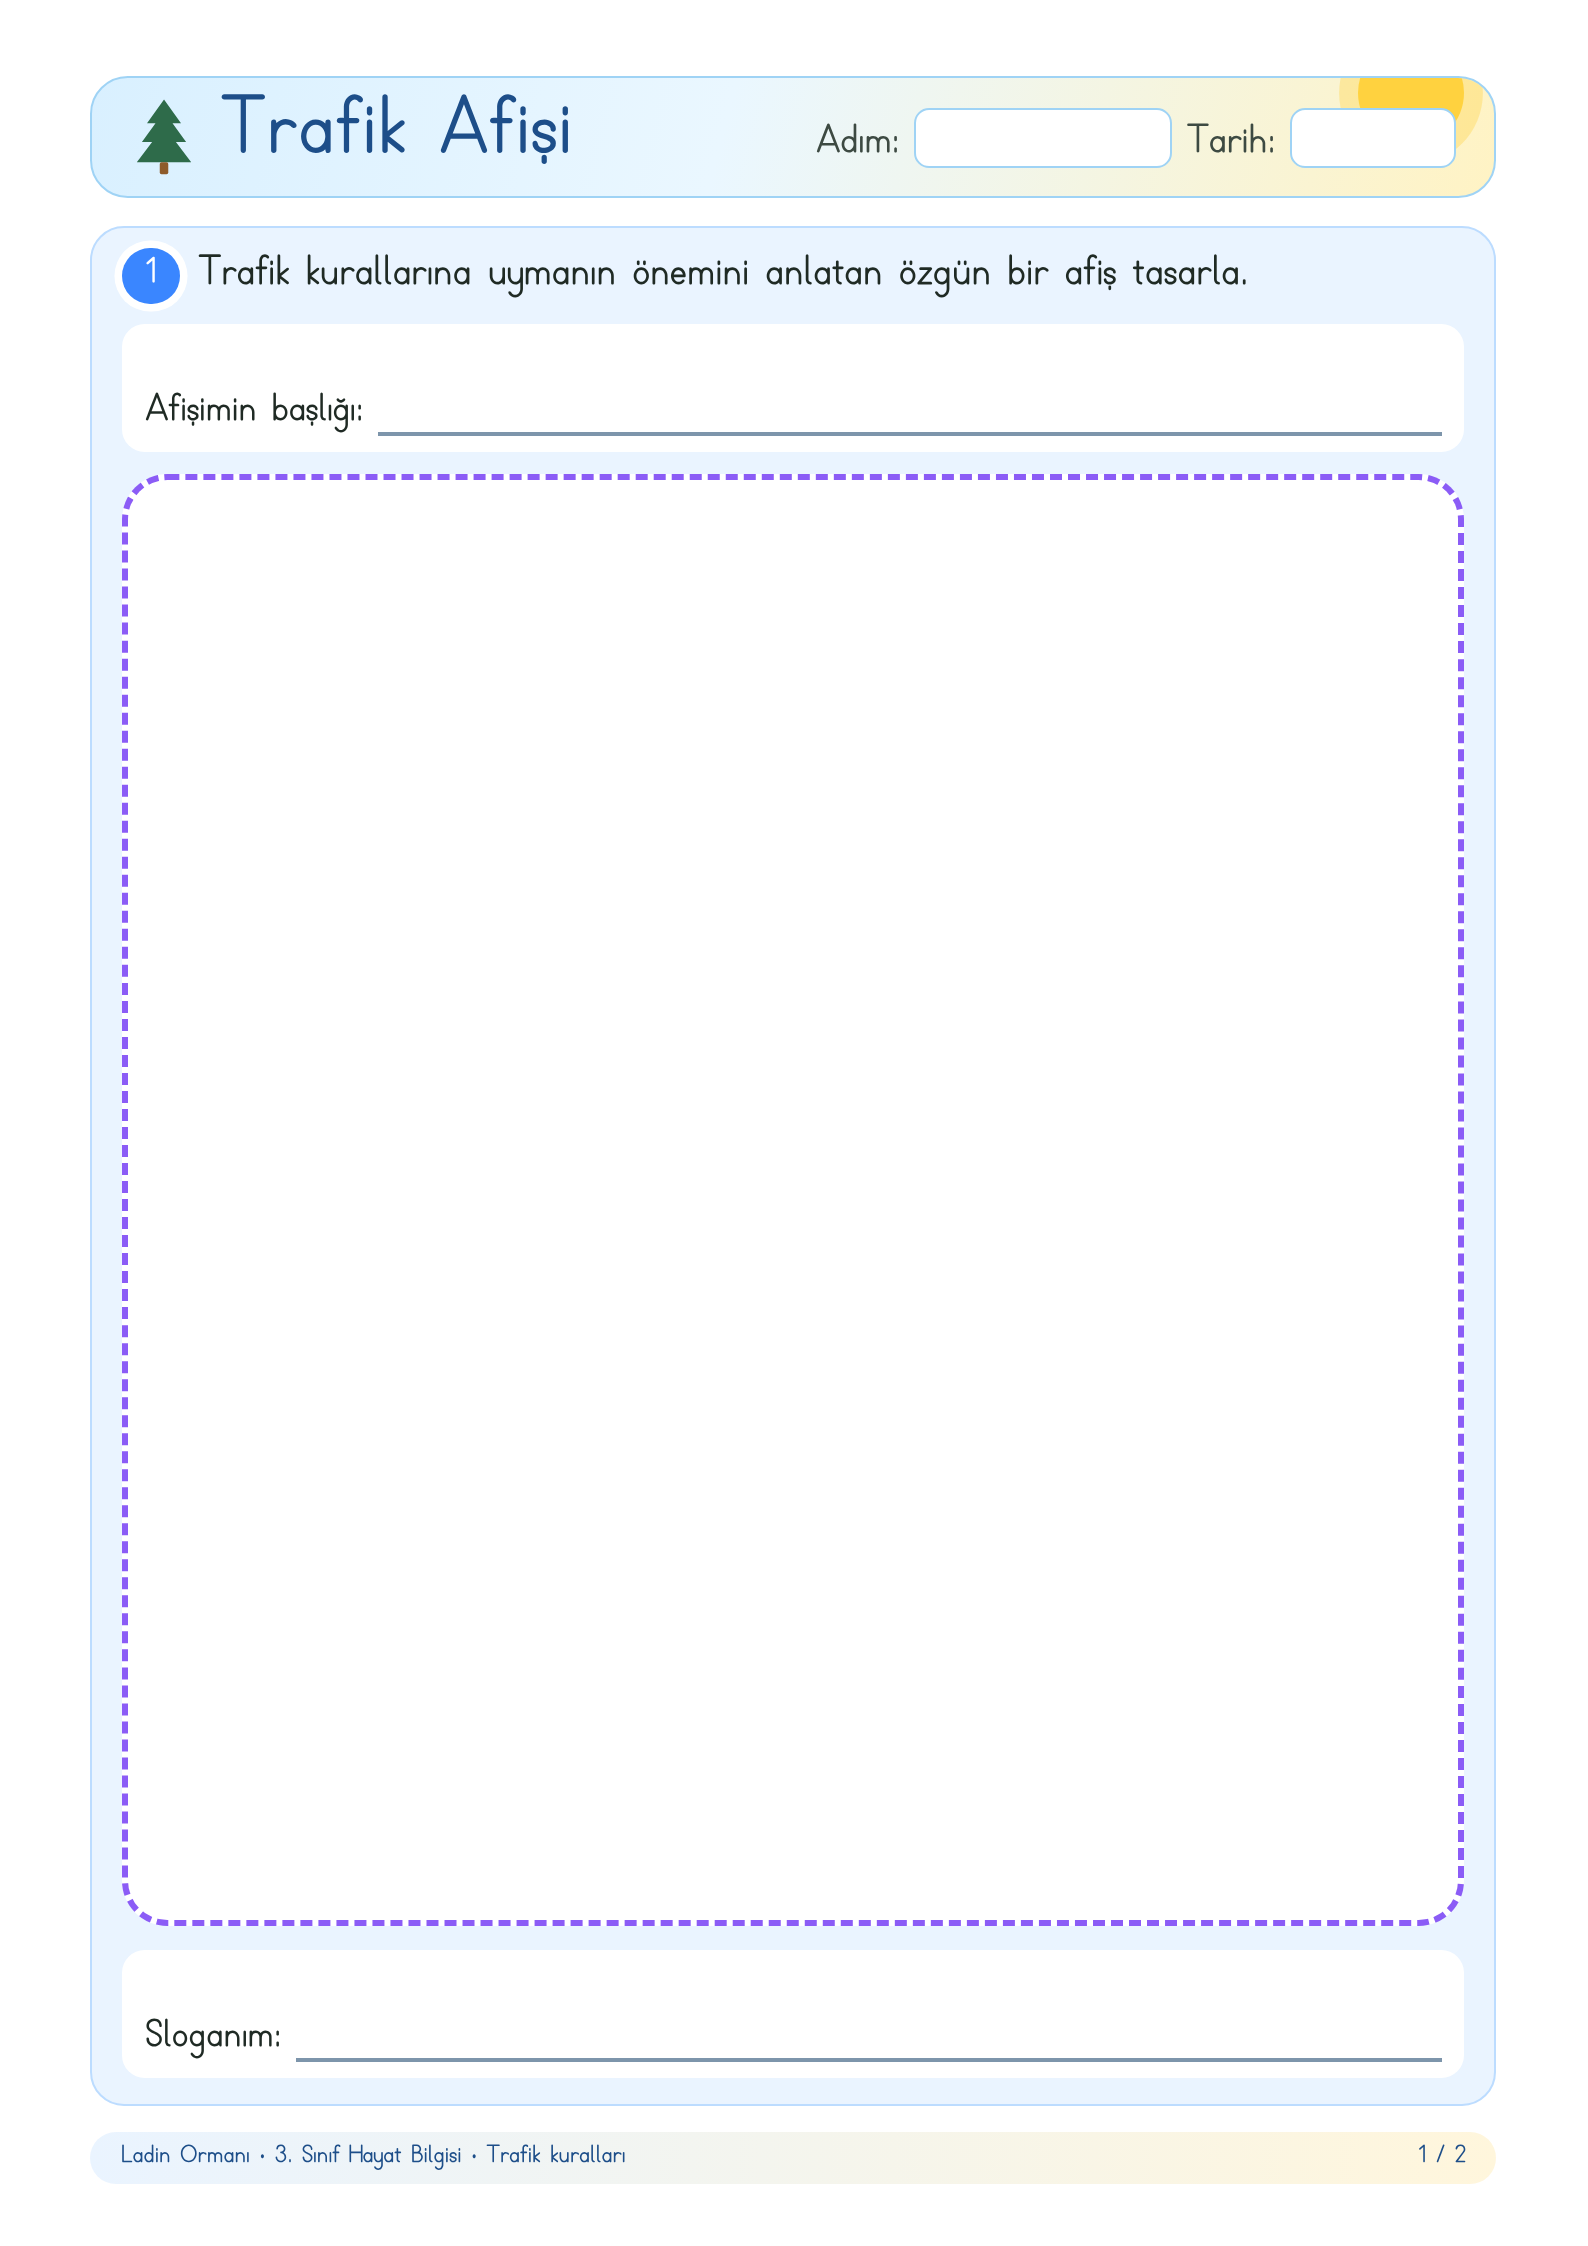 Trafik Afişi
Adım:
Tarih:
1 Trafik kurallarına uymanın önemini anlatan özgün bir afiş tasarla.
Afişimin başlığı:
Sloganım:
Ladin Ormanı • 3. Sınıf Hayat Bilgisi • Trafik kuralları
1 / 2